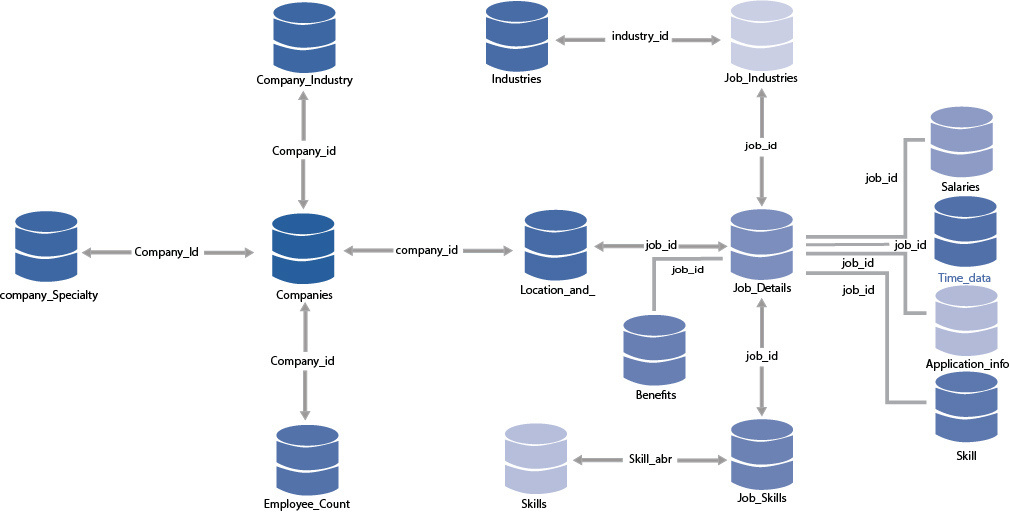 industry_id
Company_Industry
Industries
Job_Industries
Company_id
job_id
job_id
Salaries
Company_Id
company_id
job_id
job_id
job_id
job_id
Time_data
company_Specialty
Companies
Location_and_
Job_Details
job_id
Company_id
job_id
Application_info
Benefits
Skill
Skill_abr
Employee_Count
Skills
Job_Skills